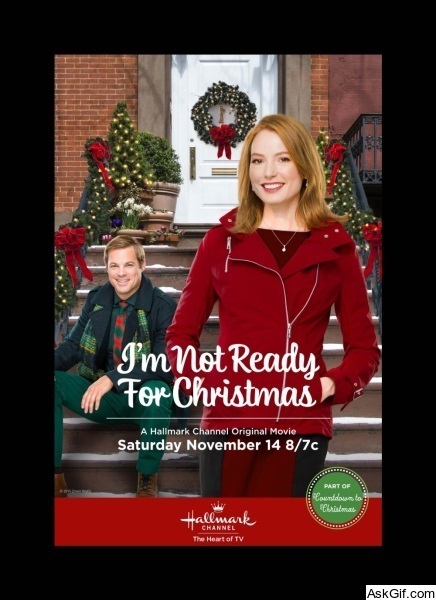 I'm Not Ready
For Christmas
A Hallmark Channel Original Movie
Saturday November 14 8/7c
PART OF
Countdown to
Christmas
Hallmark
CHANNEL
The Heart of TV
AskGif.com